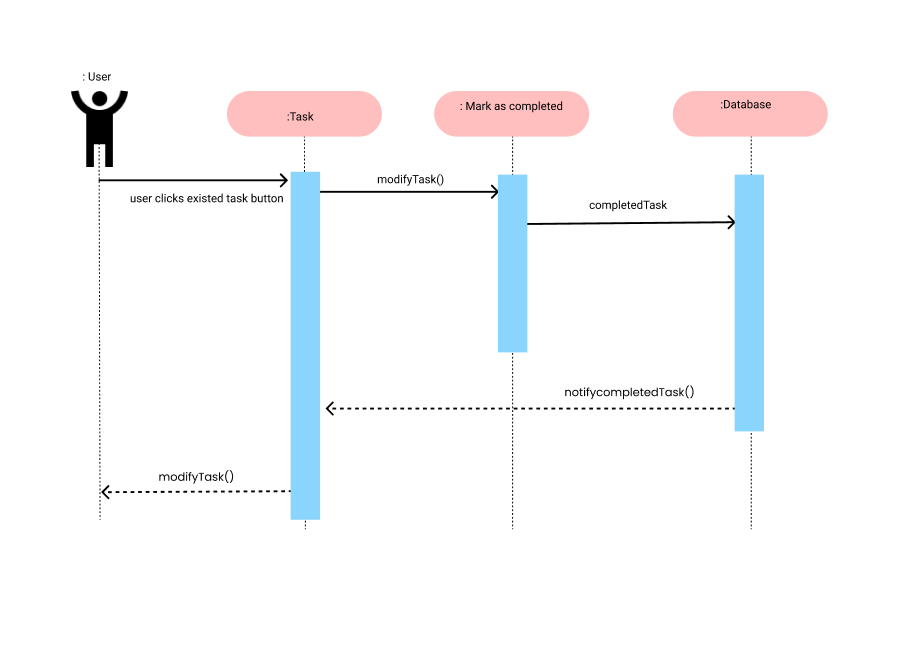 : User
:Task
: Mark as completed
:Database
user clicks existed task button
modifyTask()
completedTask
notifycompletedTask()
modifyTask()